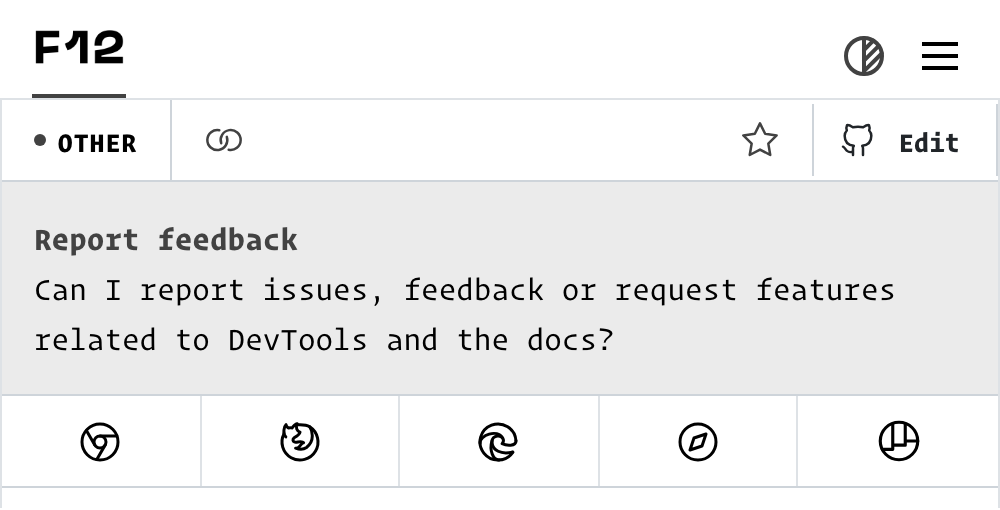 F12
OTHER
Edit
Report feedback
Can I report issues, feedback or request features
related to DevTools and the docs?